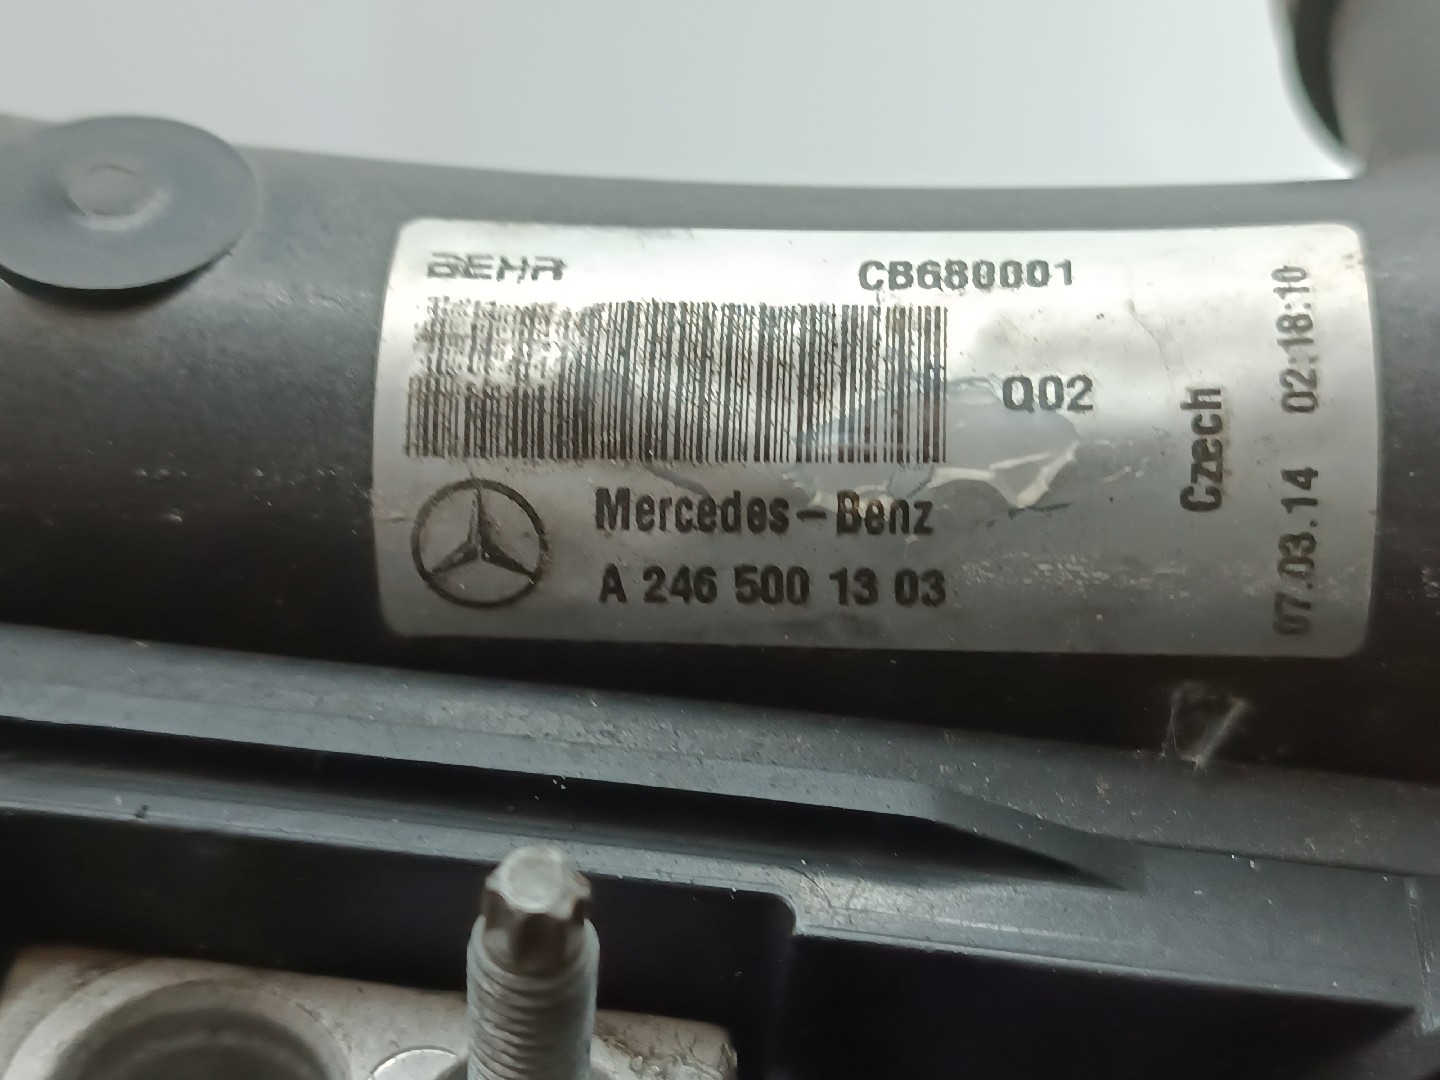 BEHR
CB680001
Q02
Mercedes-Benz
A 246 500 13 03
Czech
07.03.14 02:18:10